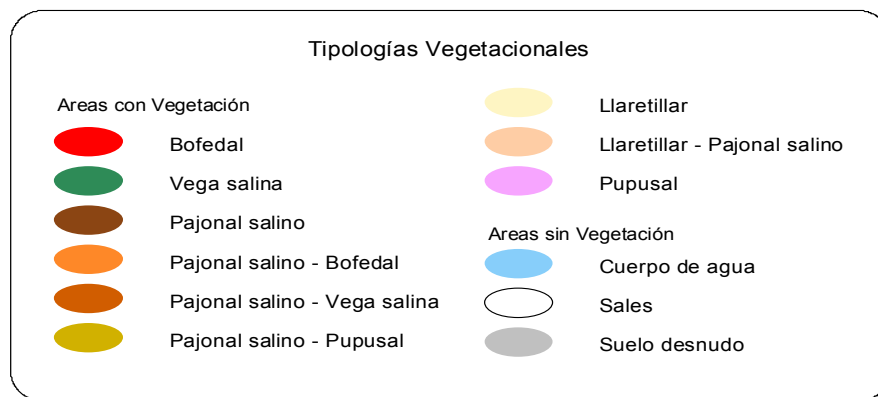 Tipologías Vegetacionales
Areas con Vegetación
Bofedal
Vega salina
Pajonal salino
Pajonal salino - Bofedal
Pajonal salino - Vega salina
Pajonal salino - Pupusal
Llaretillar
Llaretillar - Pajonal salino
Pupusal
Areas sin Vegetación
Cuerpo de agua
Sales
Suelo desnudo